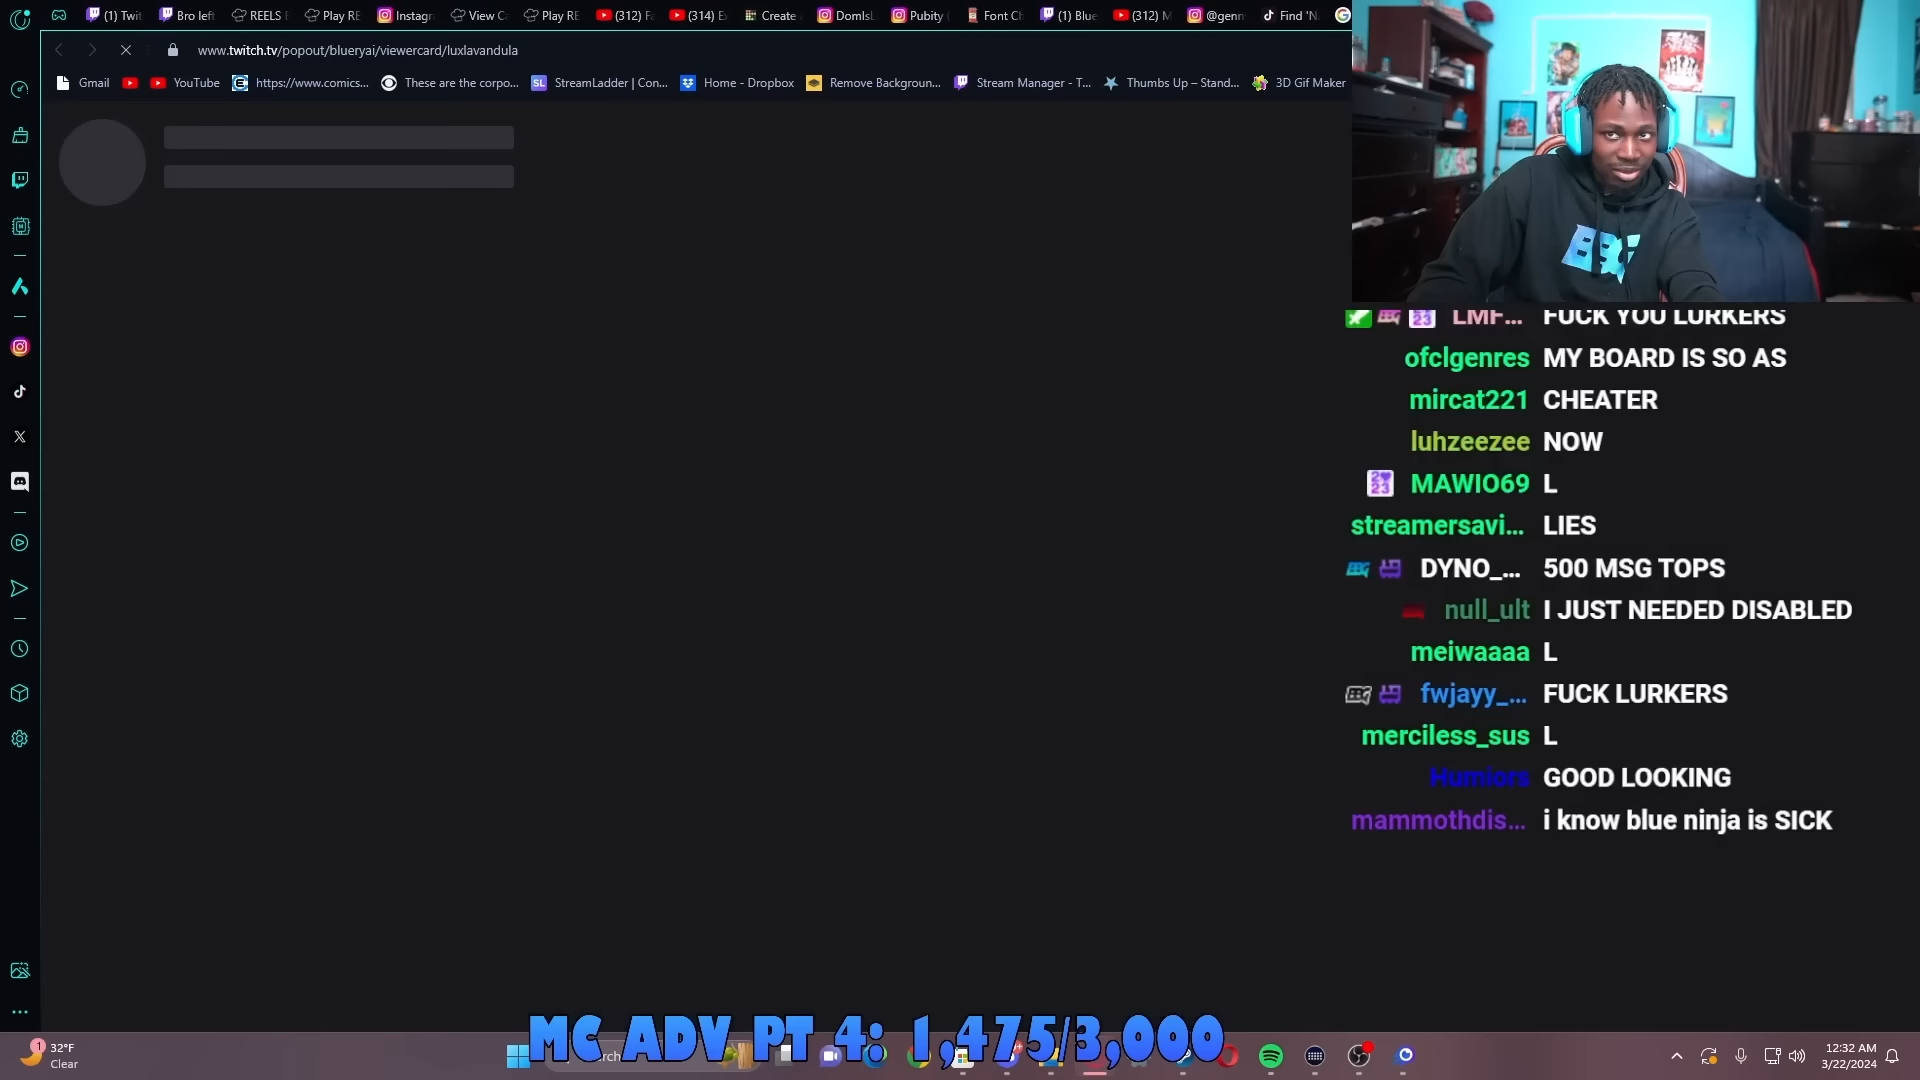 (1) Twit
Bro left
REELS
Play RE
Instagr
View C
Play RE
(312) F
(314) E
Create
DomIsL
Pubity
Font Ch
(1) Blue
(312) M
@genn
Find 'N
www.twitch.tv/popout/blueryai/viewercard/luxlavandula
Gmail
YouTube
https://www.comics...
These are the corpo...
StreamLadder | Con...
Home - Dropbox
Remove Backgroun...
Stream Manager - T...
Thumbs Up – Stand...
3D Gif Maker
LMF... FUCK YOU LURKERS
ofclgenres MY BOARD IS SO AS
mircat221 CHEATER
luhzeezee NOW
MAWIO69 L
streamersavi... LIES
DYNO_... 500 MSG TOPS
null_ult I JUST NEEDED DISABLED
meiwaaaa L
fwjayy_... FUCK LURKERS
merciless_sus L
Humiors GOOD LOOKING
mammothdis... i know blue ninja is SICK
MC ADV PT 4: 1,475/3,000
1
32°F
Clear
12:32 AM
3/22/2024